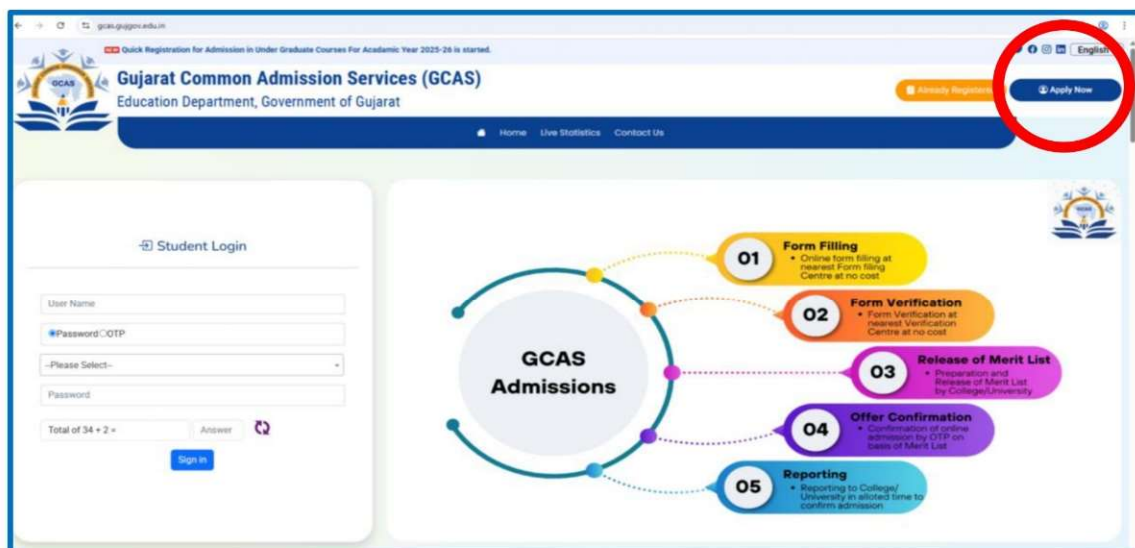 gcas.gujgov.edu.in
Quick Registration for Admission in Under Graduate Courses For Acadamic Year 2025-26 is started.
English
GCAS
Gujarat Common Admission Services (GCAS)
Education Department, Government of Gujarat
Already Registered
Apply Now
Home Live Statistics Contact Us
Student Login
User Name
Password OTP
--Please Select--
Password
Total of 34 + 2 =
Answer
Sign in
GCAS
Admissions
01
Form Filling
• Online form filling at
nearest Form filing
Centre at no cost
02
Form Verification
• Form Verification at
nearest Verification
Centre at no cost
03
Release of Merit List
• Preparation and
Release of Merit List
by College/University
04
Offer Confirmation
• Confirmation of online
admission by OTP on
basis of Merit List
05
Reporting
• Reporting to College/
University in alloted time to
confirm admission